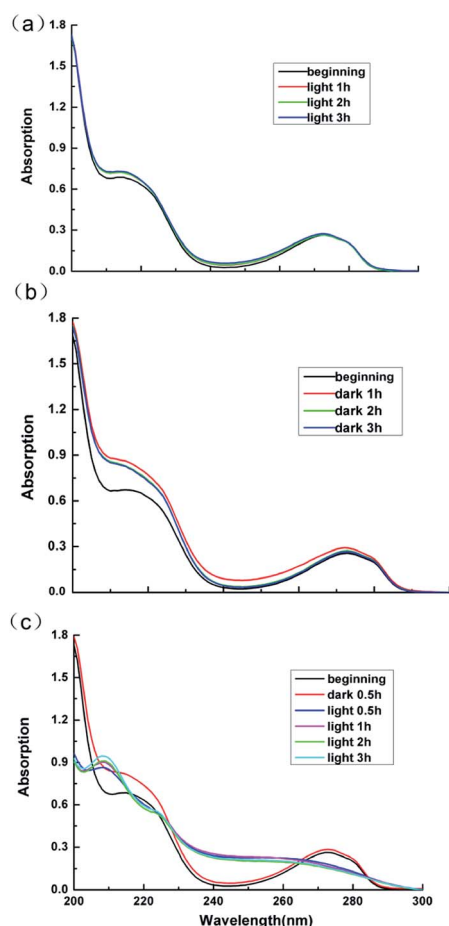 (a)
1.8
1.5
1.2
0.9
0.6
0.3
0.0
Absorption
beginning
light 1h
light 2h
light 3h
(b)
1.8
1.5
1.2
0.9
0.6
0.3
0.0
Absorption
beginning
dark 1h
dark 2h
dark 3h
(c)
1.8
1.5
1.2
0.9
0.6
0.3
0.0
Absorption
beginning
dark 0.5h
light 0.5h
light 1h
light 2h
light 3h
200 220 240 260 280 300
Wavelength(nm)